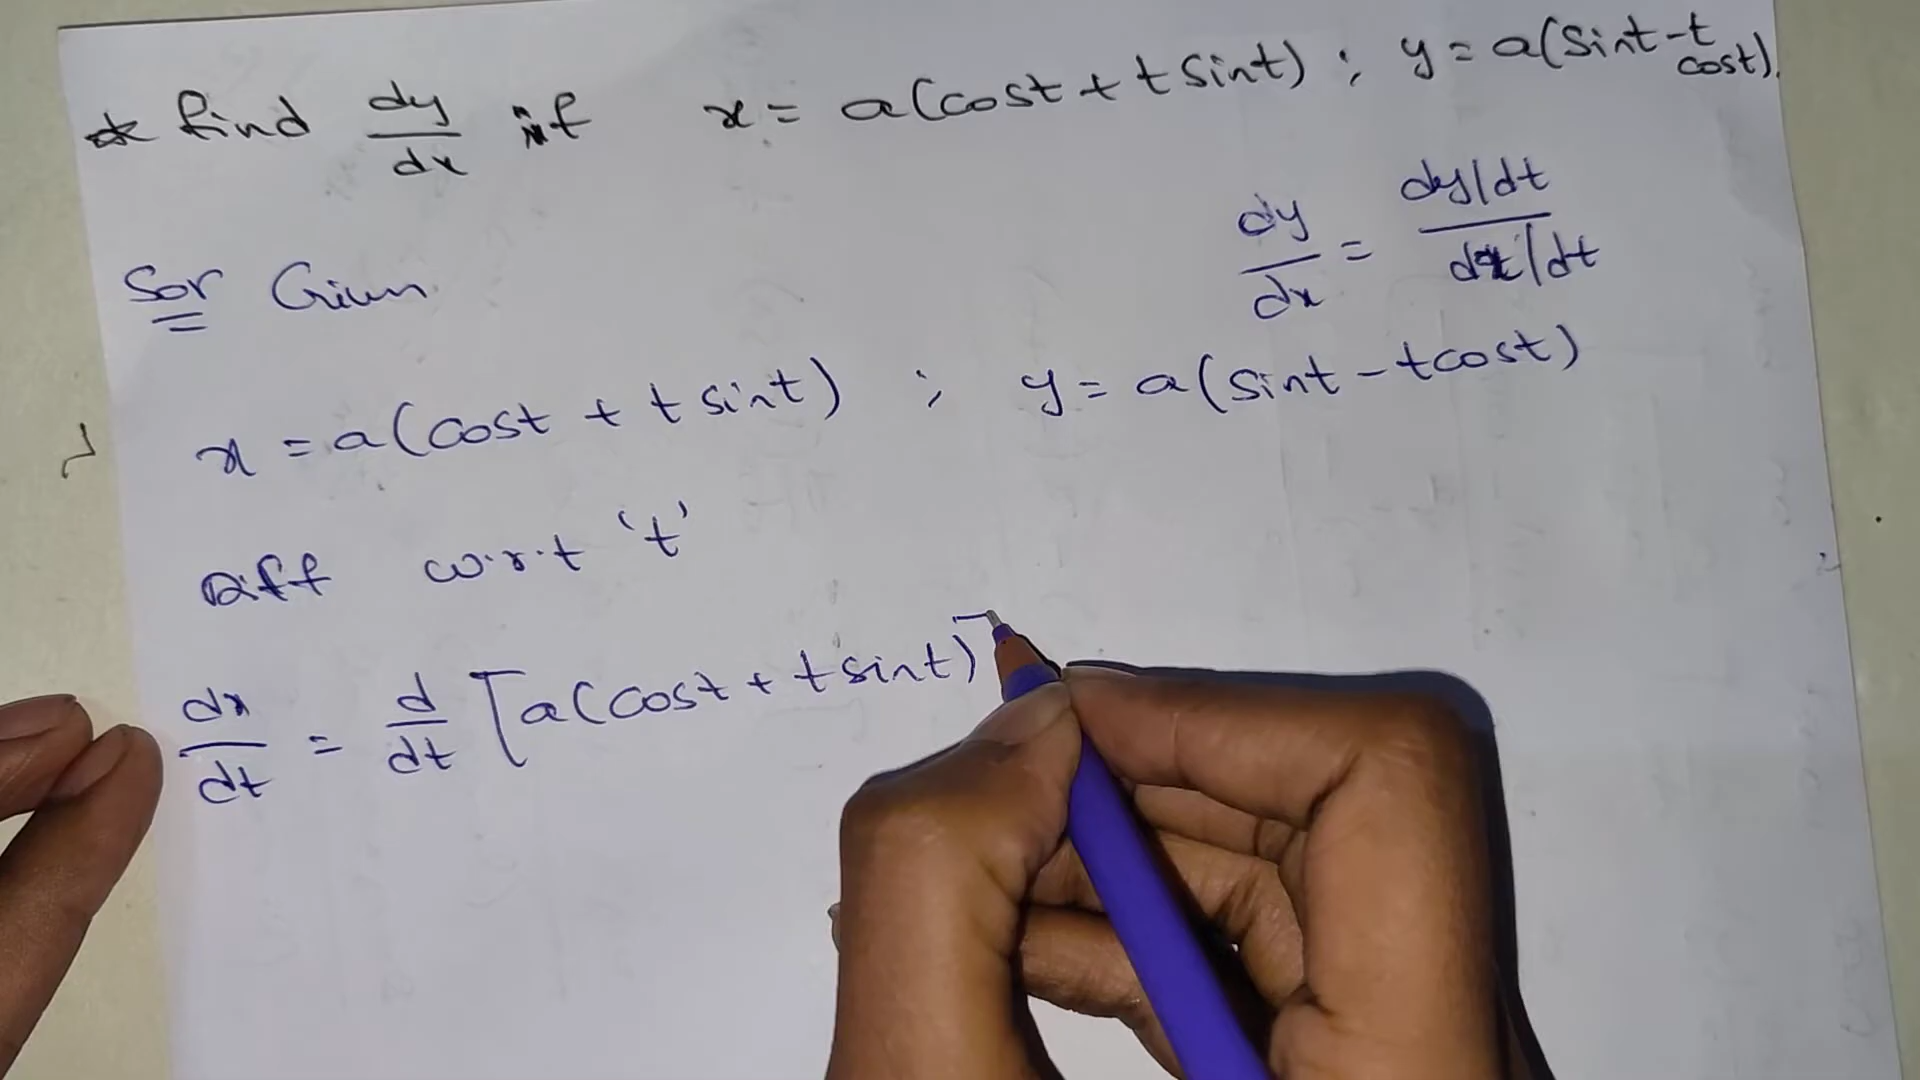 * find dy/dx if x = a(cost + t sint) ; y = a(sint - t cost).
dy/dx = dy/dt / dx/dt
Sol Given
x = a(cost + t sint) ; y = a(sint - tcost)
Diff w.r.t 't'
dx/dt = d/dt [a(cost + t sint)]